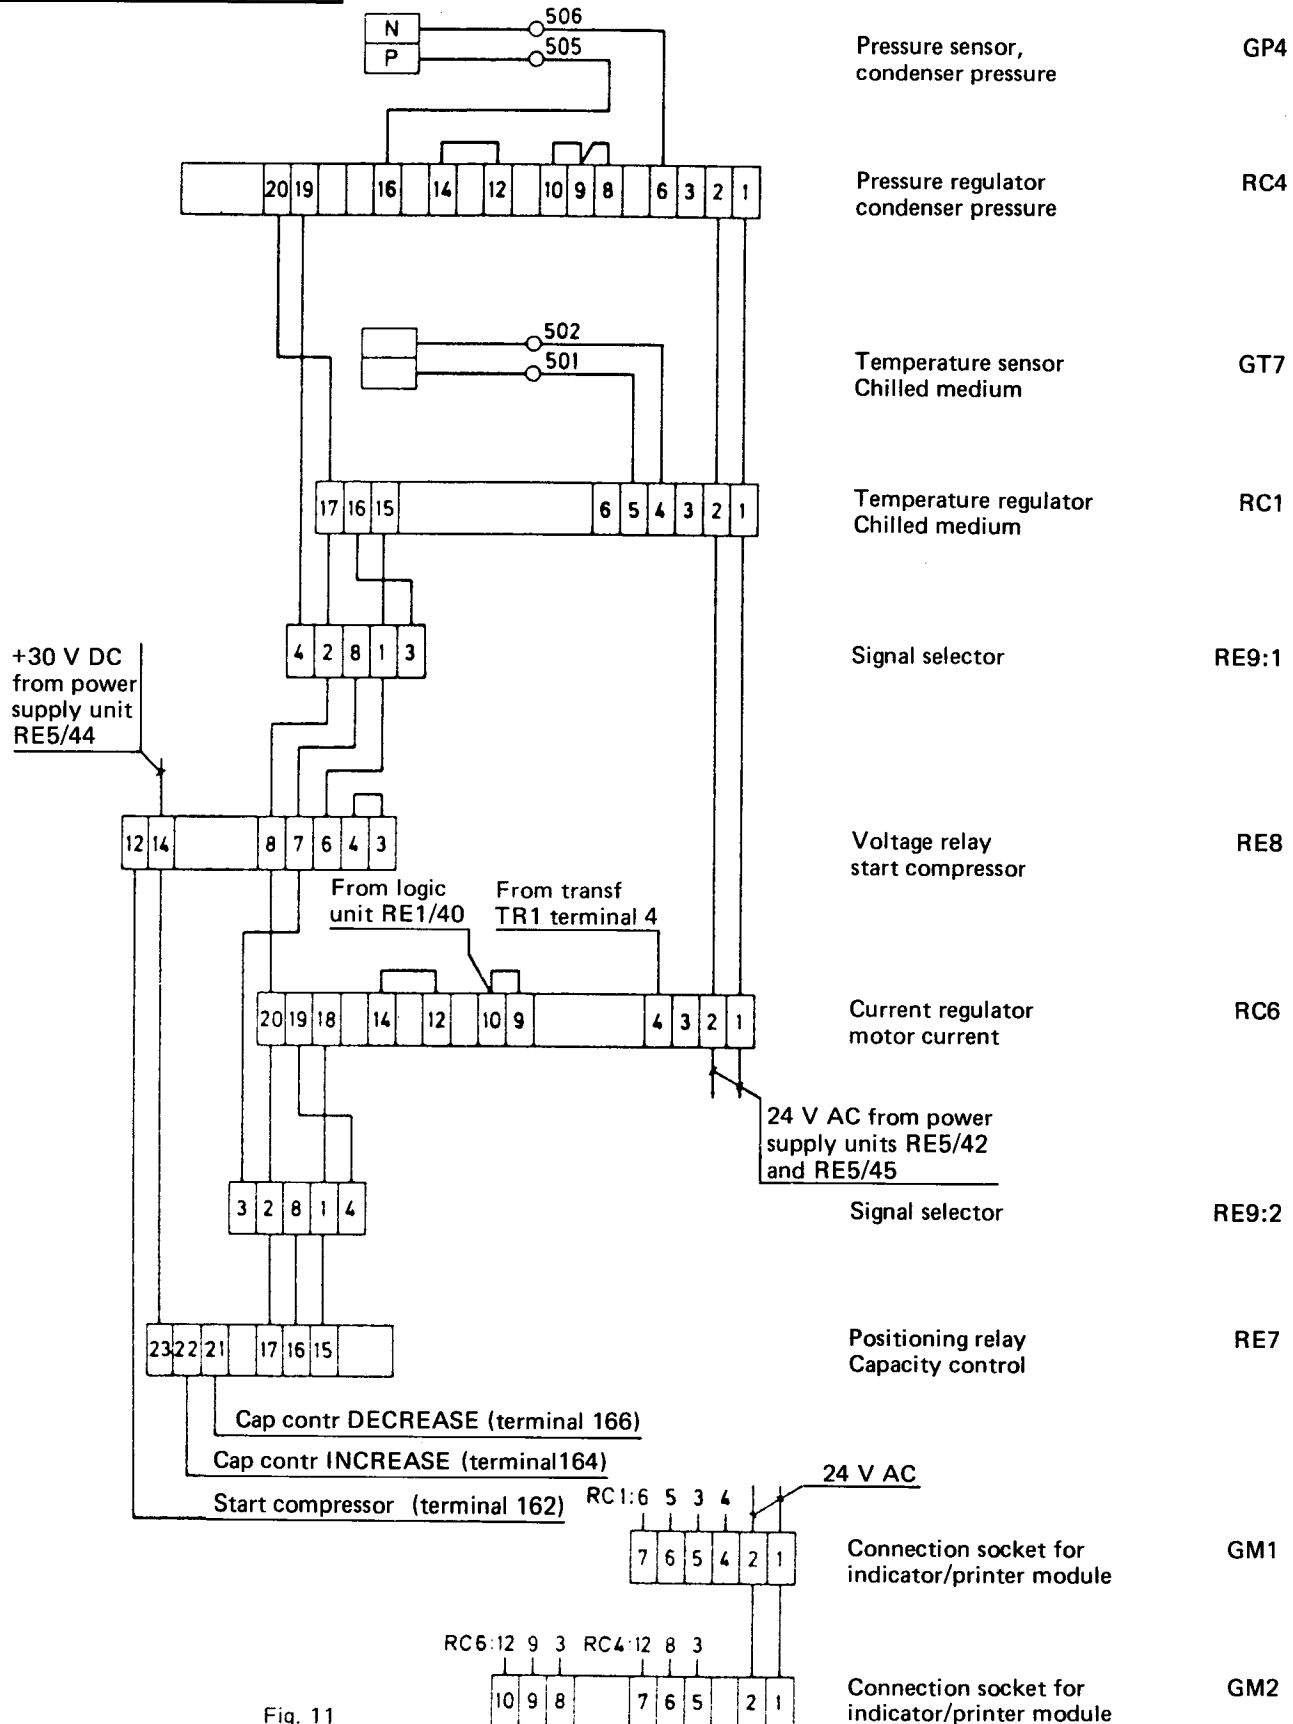 506
N
505
P
Pressure sensor,
condenser pressure
GP4
20 19 16 14 12 10 9 8 6 3 2 1
Pressure regulator
condenser pressure
RC4
502
501
Temperature sensor
Chilled medium
GT7
17 16 15 6 5 4 3 2 1
Temperature regulator
Chilled medium
RC1
4 2 8 1 3
Signal selector
RE9:1
+30 V DC
from power
supply unit
RE5/44
12 14 8 7 6 4 3
Voltage relay
start compressor
RE8
From logic
unit RE1/40
From transf
TR1 terminal 4
20 19 18 14 12 10 9 4 3 2 1
Current regulator
motor current
RC6
24 V AC from power
supply units RE5/42
and RE5/45
3 2 8 1 4
Signal selector
RE9:2
23 22 21 17 16 15
Positioning relay
Capacity control
RE7
Cap contr DECREASE (terminal 166)
Cap contr INCREASE (terminal164)
Start compressor (terminal 162)
24 V AC
RC1:6 5 3 4
7 6 5 4 2 1
Connection socket for
indicator/printer module
GM1
RC6:12 9 3 RC4:12 8 3
10 9 8 7 6 5 2 1
Connection socket for
indicator/printer module
GM2
Fig. 11